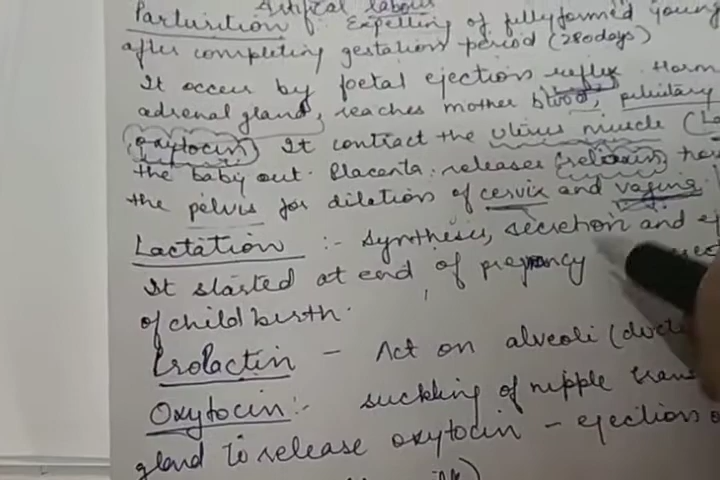 Artifical labour
Parturition : Expelling of fully formed young
after completing gestation period (280 days)
It occur by foetal ejection reflex. Horm
adrenal gland, reaches mother blood, pituitary
(oxytocin) It contract the uterus muscle (
the baby out. Placenta releases (relaxin)
the pelvis for dilation of cervix and vagina
Lactation :- Synthesis, secretion and ej
It started at end of pregnancy
of child birth.
Prolactin - Act on alveoli (duct
Oxytocin :- suckling of nipple trans
gland to release oxytocin - ejection o